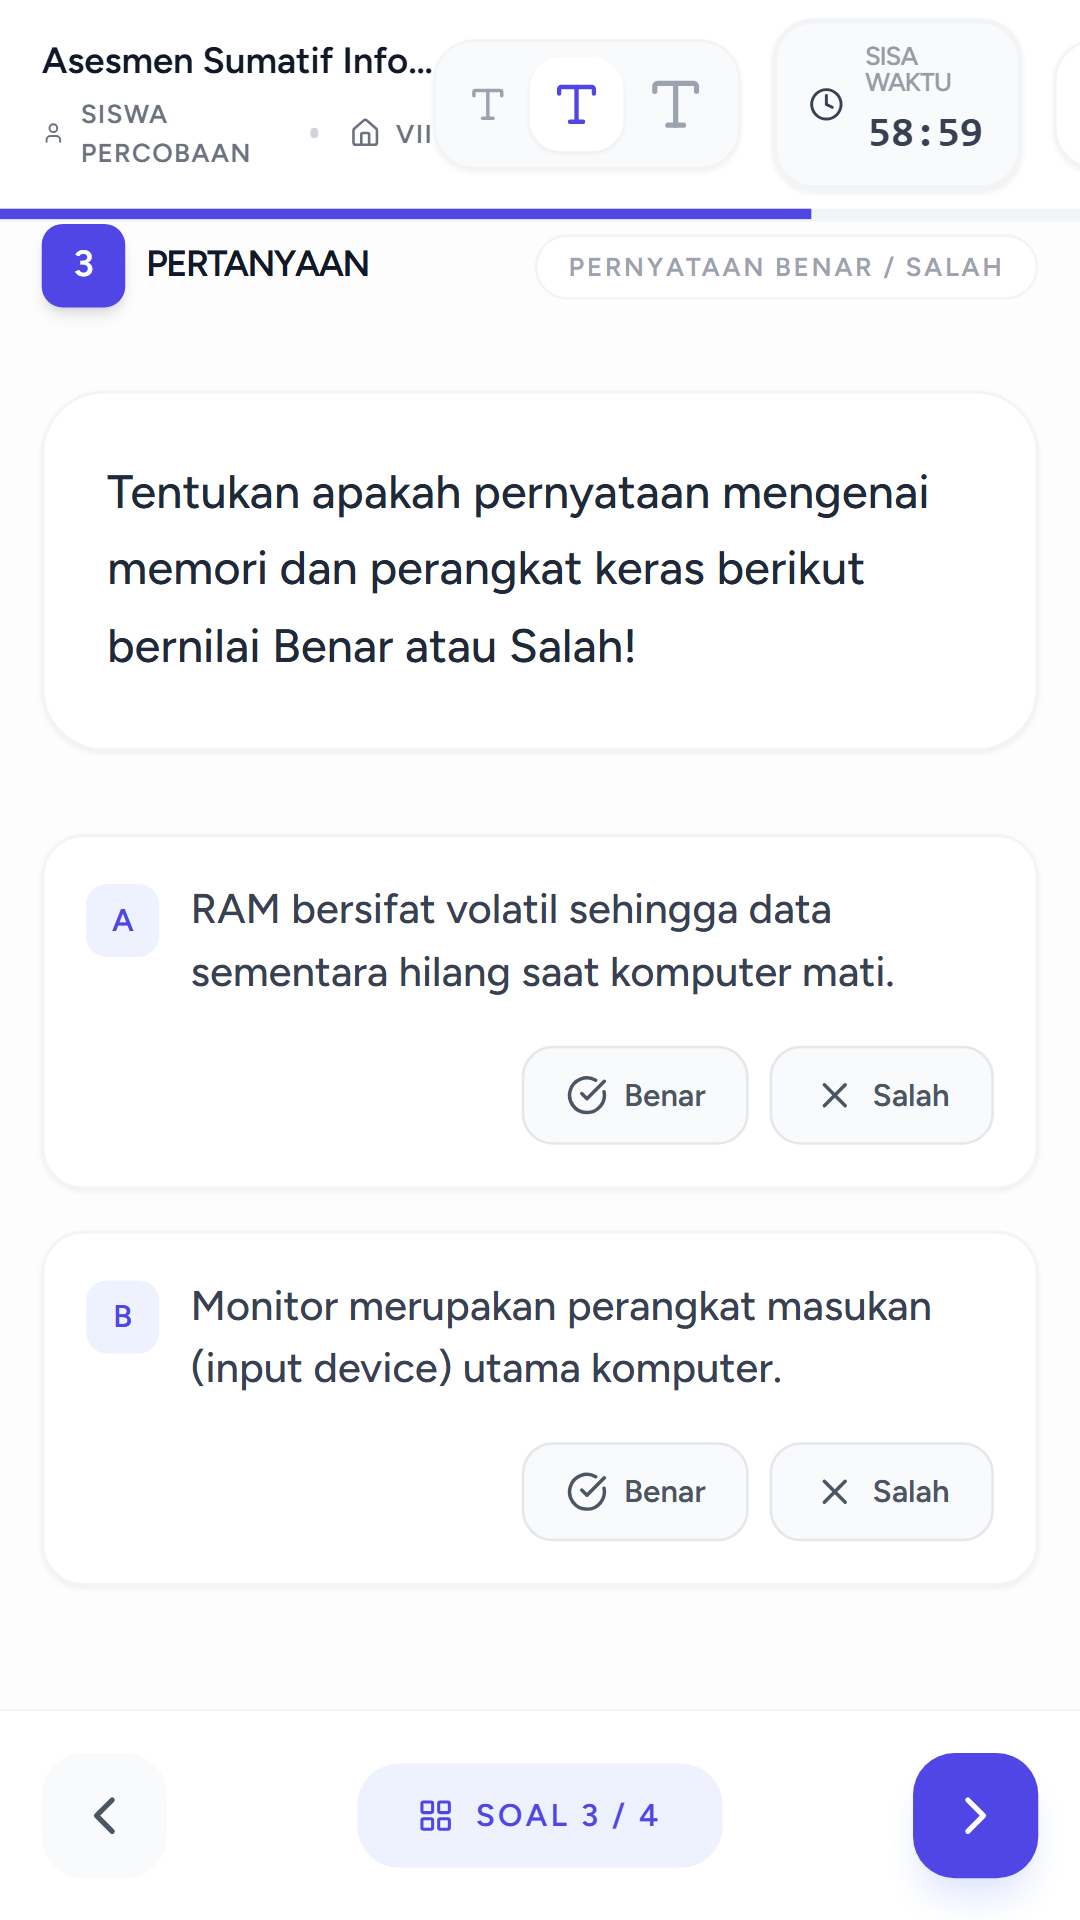 Asesmen Sumatif Info...
SISWA
PERCOBAAN
VII
T T T
SISA
WAKTU
58:59
3 PERTANYAAN
PERNYATAAN BENAR / SALAH
Tentukan apakah pernyataan mengenai
memori dan perangkat keras berikut
bernilai Benar atau Salah!
A RAM bersifat volatil sehingga data
sementara hilang saat komputer mati.
Benar Salah
B Monitor merupakan perangkat masukan
(input device) utama komputer.
Benar Salah
SOAL 3 / 4